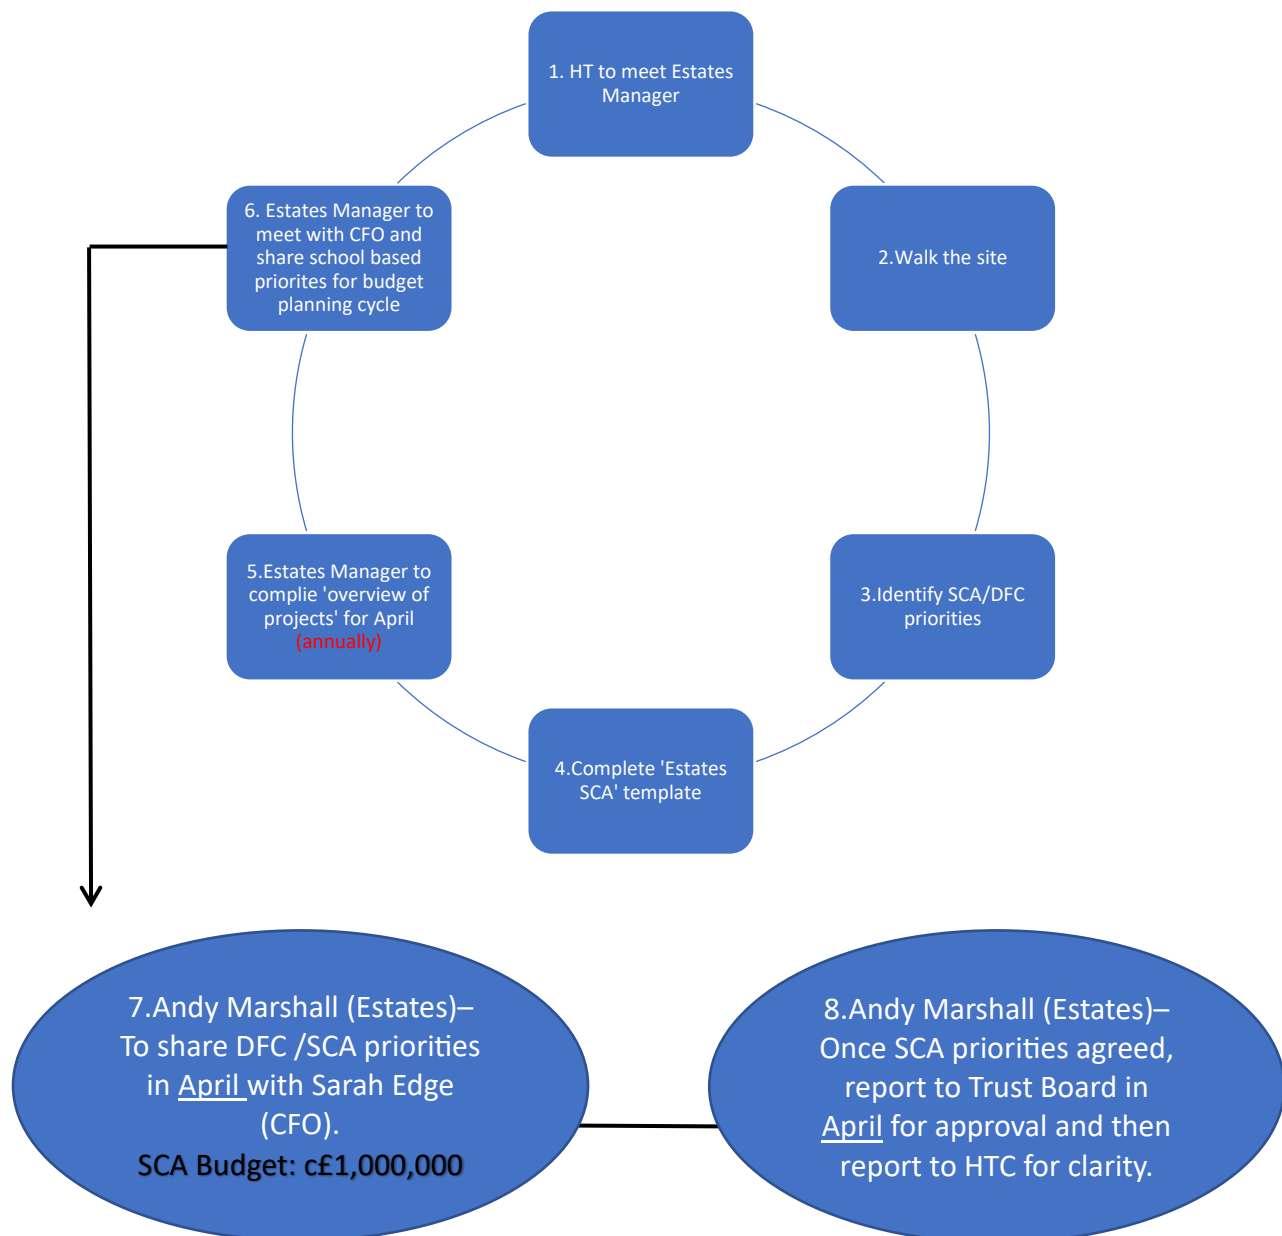 1. HT to meet Estates
Manager
2.Walk the site
3.Identify SCA/DFC
priorities
4.Complete 'Estates
SCA' template
5.Estates Manager to
complie 'overview of
projects' for April
(annually)
6. Estates Manager to
meet with CFO and
share school based
priorites for budget
planning cycle
7.Andy Marshall (Estates)–
To share DFC /SCA priorities
in April with Sarah Edge
(CFO).
SCA Budget: c£1,000,000
8.Andy Marshall (Estates)–
Once SCA priorities agreed,
report to Trust Board in
April for approval and then
report to HTC for clarity.